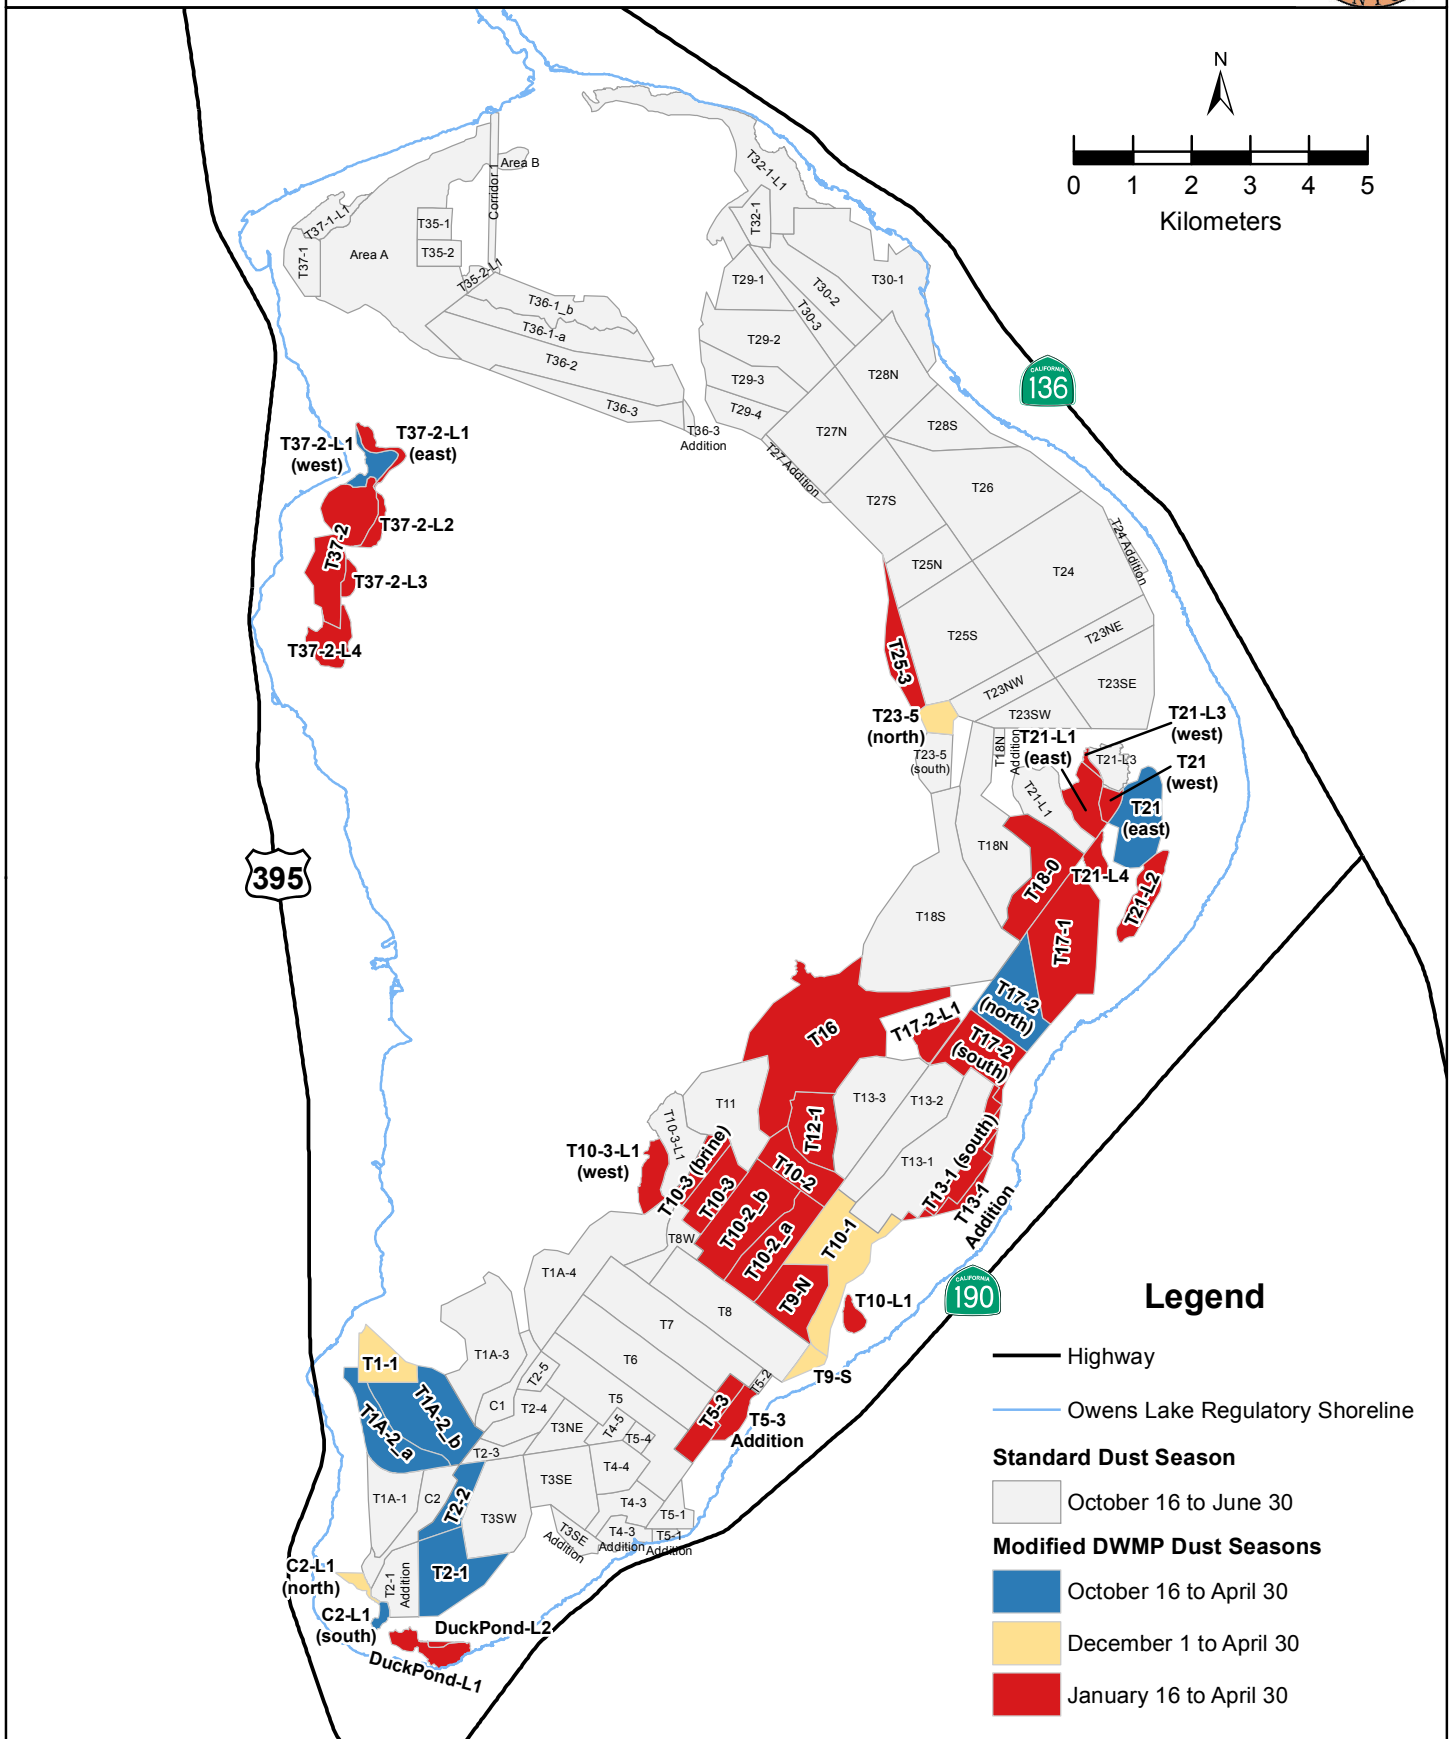 N
0 1 2 3 4 5
Kilometers
Area B
Corridor 1
T32-1-L1
T37-1-L1
T35-1
T32-1
T37-1
Area A
T35-2
T35-2-L1
T29-1
T30-2
T30-1
T36-1_b
T30-3
T36-1-a
T29-2
T36-2
T28N
T29-3
CALIFORNIA
136
T36-3
T29-4
T28S
T36-3
Addition
T27N
T37-2-L1
(west)
T37-2-L1
(east)
T27 Addition
T26
T27S
T37-2-L2
T37-2
T24 Addition
T25N
T24
T37-2-L3
T25S
T23NE
T37-2-L4
T25-3
T23NW
T23SE
T23-5
(north)
T23SW
T21-L3
(west)
T18N
Addition
T21-L1
(east)
T23-5
(south)
T21-L3
T21
(west)
T21-L1
T21
(east)
T18N
395
T18-0
T21-L4
T21-L2
T18S
T17-1
T17-2
(north)
T16
T17-2-L1
T17-2
(south)
T11
T13-3
T13-2
T10-3-L1
T12-1
T10-3-L1
(west)
T10-3 (brine)
T13-1
T13-1 (south)
T10-2
T10-3
T10-2_b
T13-1
Addition
T8W
T10-2_a
T10-1
T1A-4
T9-N
CALIFORNIA
190
T10-L1
Legend
T8
T7
T1-1
T1A-3
T6
Highway
T2-5
T9-S
T5-2
T5
T1A-2_b
T1A-2_a
C1
T2-4
T5-3
T5-3
Addition
Owens Lake Regulatory Shoreline
T3NE
T4-5
T5-4
T2-3
Standard Dust Season
T4-4
T3SE
T1A-1
C2
T2-2
T4-3
October 16 to June 30
T3SW
T5-1
T3SE
Addition
T4-3
Addition
T5-1
Addition
Modified DWMP Dust Seasons
C2-L1
(north)
T2-1
Addition
T2-1
October 16 to April 30
C2-L1
(south)
DuckPond-L2
December 1 to April 30
DuckPond-L1
January 16 to April 30